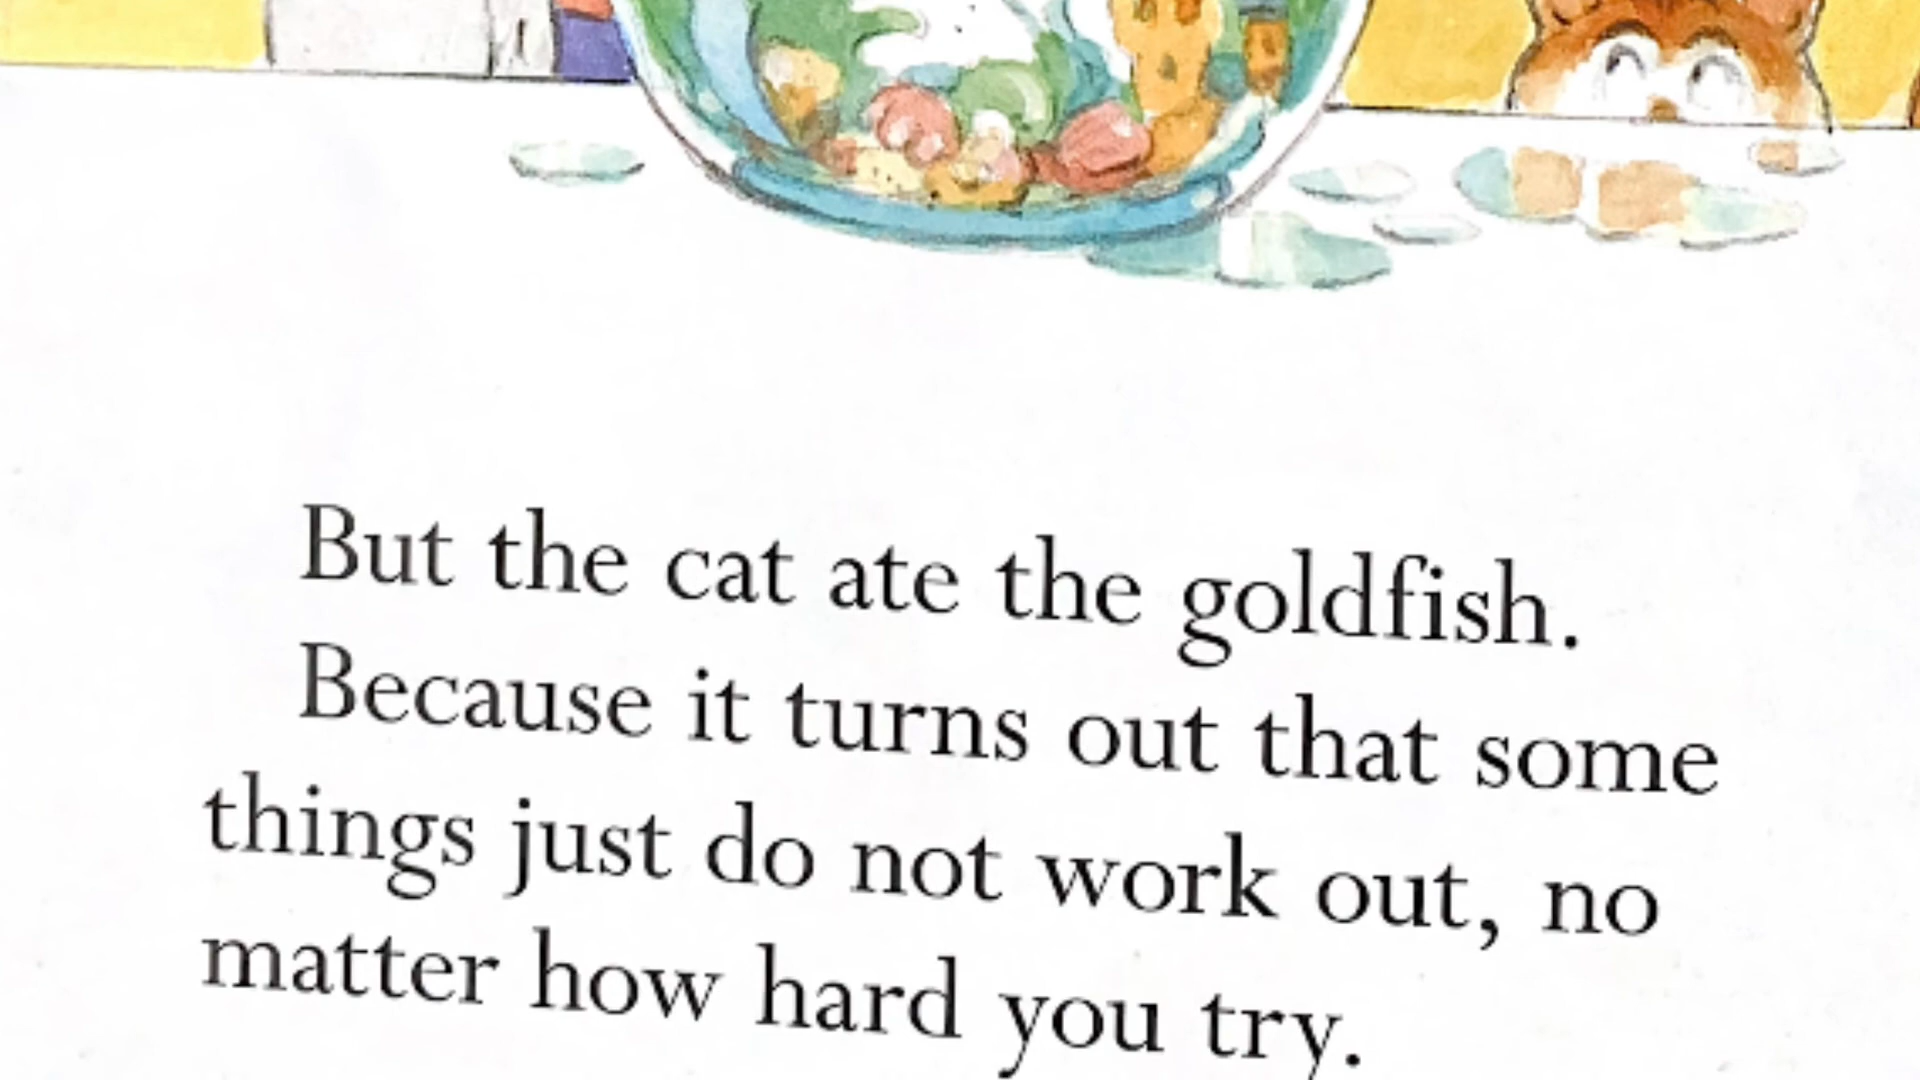 But the cat ate the goldfish.
Because it turns out that some
things just do not work out, no
matter how hard you try.